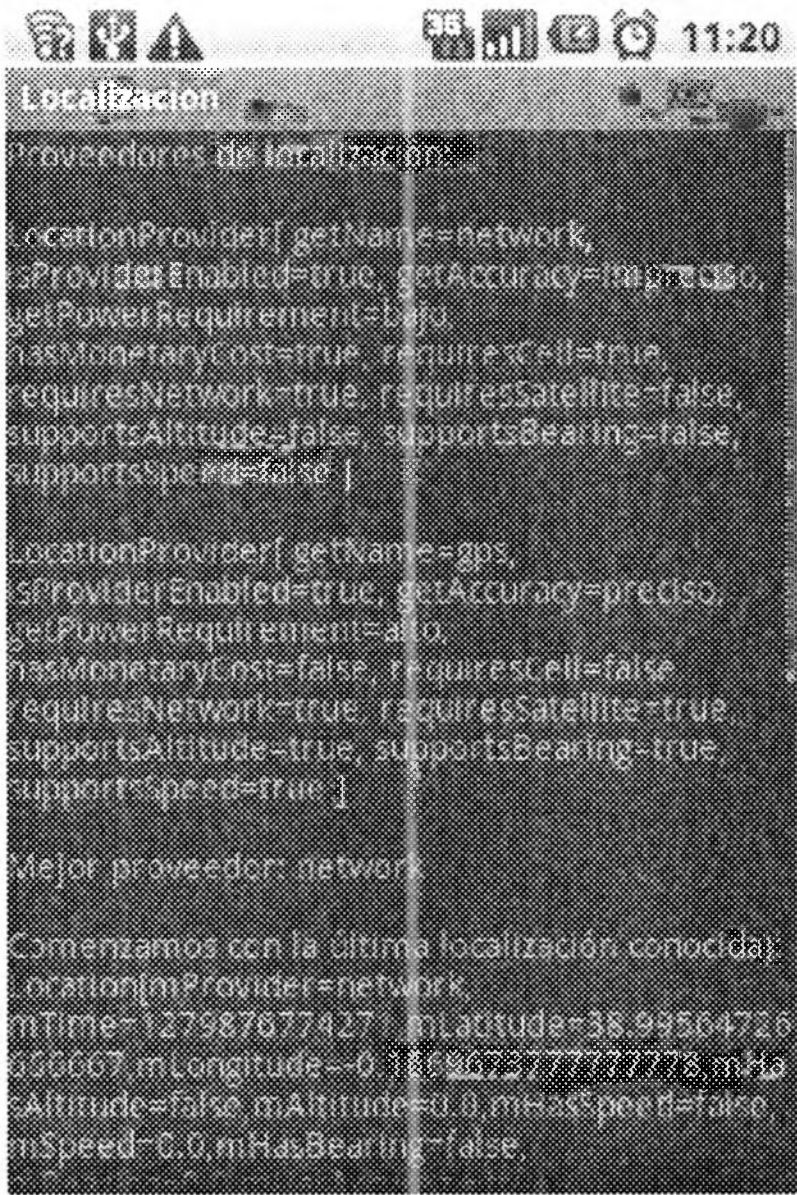 11:20
Localizacion
Proveedores de localización:
LocationProvider[ getName=network,
isProviderEnabled=true, getAccuracy=impreciso,
getPowerRequirement=bajo,
hasMonetaryCost=true, requiresCell=true,
requiresNetwork=true, requiresSatellite=false,
supportsAltitude=false, supportsBearing=false,
supportsSpeed=false ]
LocationProvider[ getName=gps,
isProviderEnabled=true, getAccuracy=preciso,
getPowerRequirement=alto,
hasMonetaryCost=false, requiresCell=false
requiresNetwork=true, requiresSatellite=true,
supportsAltitude=true, supportsBearing=true,
supportsSpeed=true ]
Mejor proveedor: network
Comenzamos con la última localización conocida:
Location[mProvider=network,
mLatitude=38.99564726
666667,mLongitude=-0
sAltitude=false,mAltitude=0.0,mHasSpeed=false,
mSpeed=0.0,mHasBearing=false,